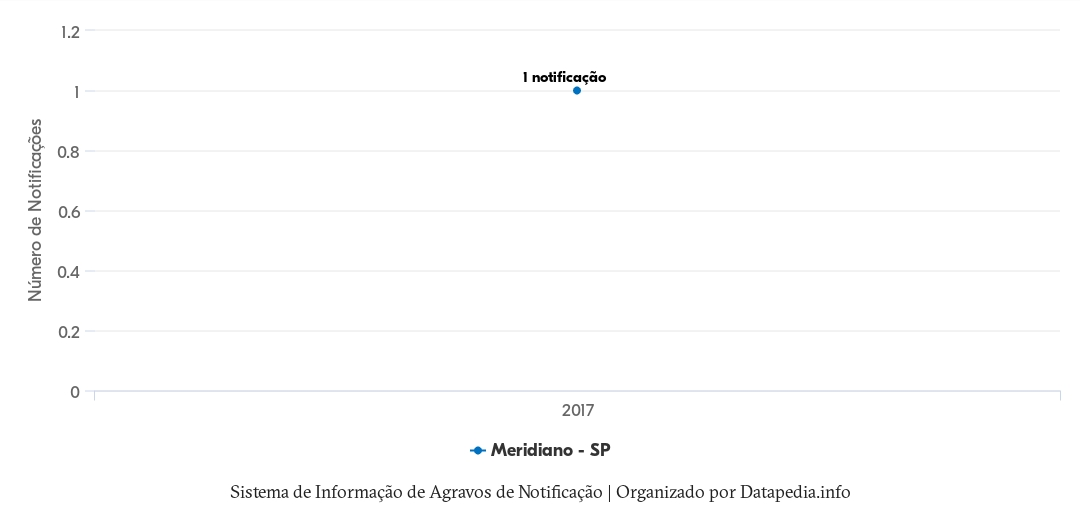 1.2
1 notificação
1
0.8
0.6
0.4
0.2
0
Número de Notificações
2017
Meridiano - SP
Sistema de Informação de Agravos de Notificação | Organizado por Datapedia.info